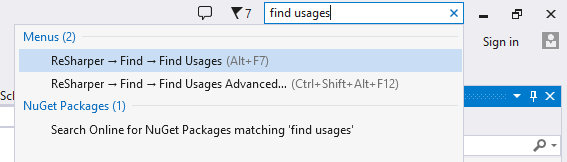 7
find usages
Menus (2)
Sign in
ReSharper → Find → Find Usages (Alt+F7)
ReSharper → Find → Find Usages Advanced... (Ctrl+Shift+Alt+F12)
NuGet Packages (1)
Search Online for NuGet Packages matching 'find usages'